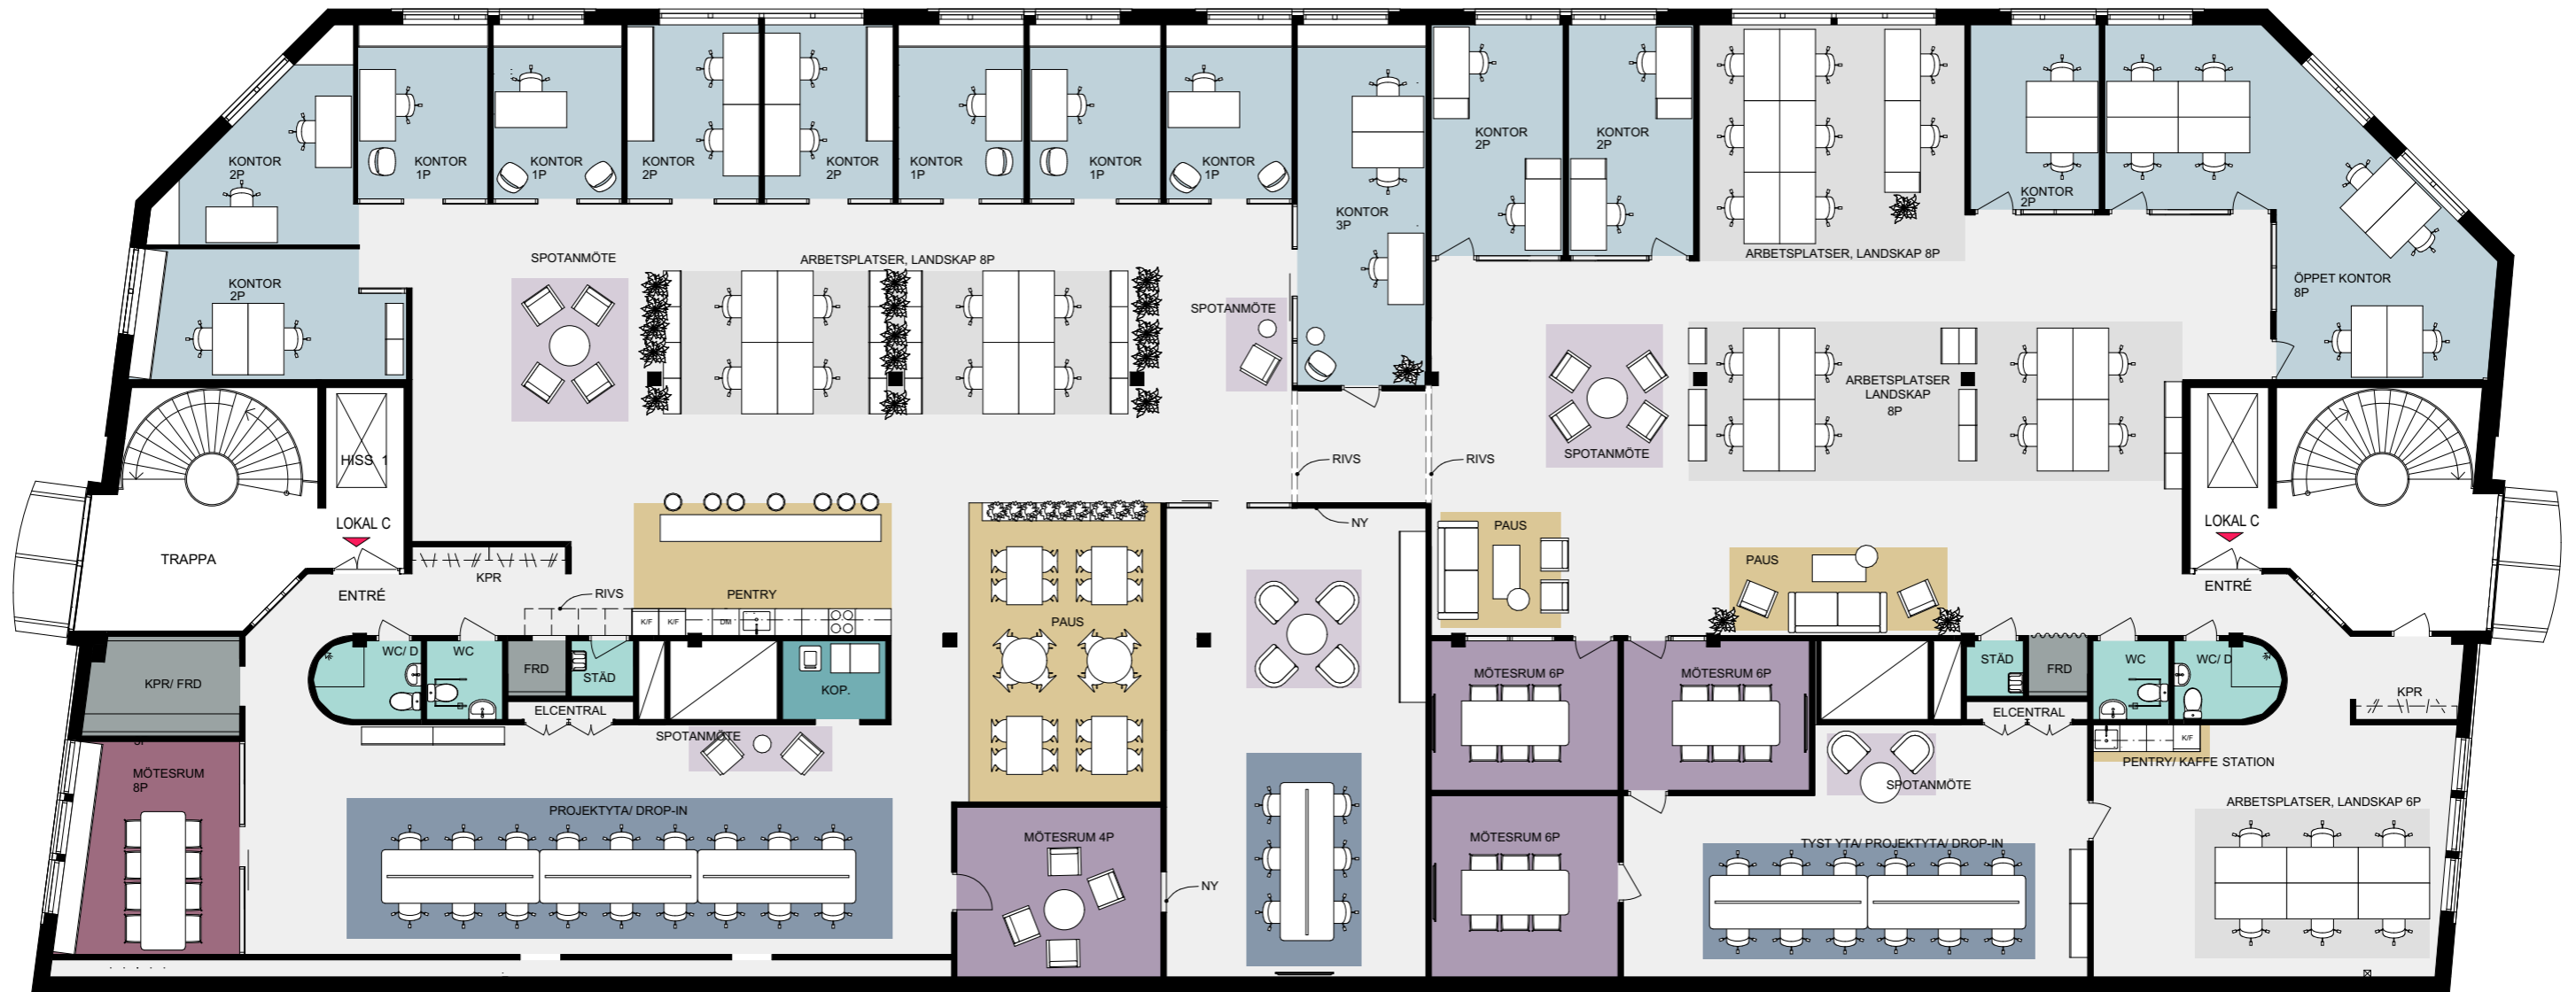 KONTOR
2P
KONTOR
1P
KONTOR
1P
KONTOR
2P
KONTOR
2P
KONTOR
1P
KONTOR
1P
KONTOR
1P
KONTOR
3P
KONTOR
2P
KONTOR
2P
KONTOR
2P
ARBETSPLATSER, LANDSKAP 8P
ÖPPET KONTOR
8P
KONTOR
2P
SPOTANMÖTE
ARBETSPLATSER, LANDSKAP 8P
SPOTANMÖTE
ARBETSPLATSER
LANDSKAP
8P
SPOTANMÖTE
HISS 1
RIVS
RIVS
LOKAL C
LOKAL C
TRAPPA
NY
PAUS
PAUS
KPR
ENTRÉ
ENTRÉ
RIVS
PENTRY
K/F
K/F
DM
PAUS
WC/ D
WC
FRD
STÄD
KOP.
KPR/ FRD
ELCENTRAL
SPOTANMÖTE
MÖTESRUM 6P
MÖTESRUM 6P
STÄD
FRD
WC
WC/ D
KPR
ELCENTRAL
K/F
PENTRY/ KAFFE STATION
SPOTANMÖTE
MÖTESRUM
8P
PROJEKTYTA/ DROP-IN
MÖTESRUM 4P
NY
MÖTESRUM 6P
TYST YTA/ PROJEKTYTA/ DROP-IN
ARBETSPLATSER, LANDSKAP 6P